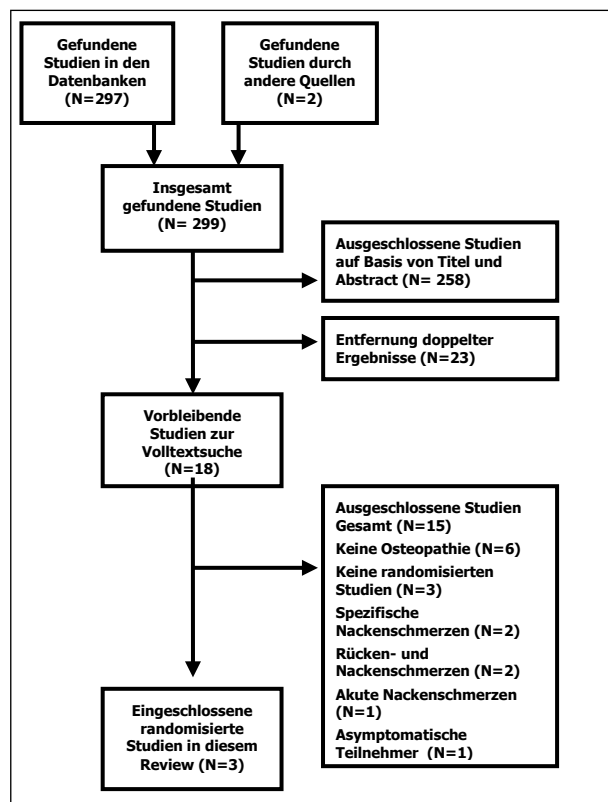 Gefundene
Studien in den
Datenbanken
(N=297)
Gefundene
Studien durch
andere Quellen
(N=2)
Insgesamt
gefundene Studien
(N= 299)
Ausgeschlossene Studien
auf Basis von Titel und
Abstract (N= 258)
Entfernung doppelter
Ergebnisse (N=23)
Vorbleibende
Studien zur
Volltextsuche
(N=18)
Ausgeschlossene Studien
Gesamt (N=15)
Keine Osteopathie (N=6)
Keine randomisierten
Studien (N=3)
Spezifische
Nackenschmerzen (N=2)
Rücken- und
Nackenschmerzen (N=2)
Akute Nackenschmerzen
(N=1)
Asymptomatische
Teilnehmer (N=1)
Eingeschlossene
randomisierte
Studien in diesem
Review (N=3)